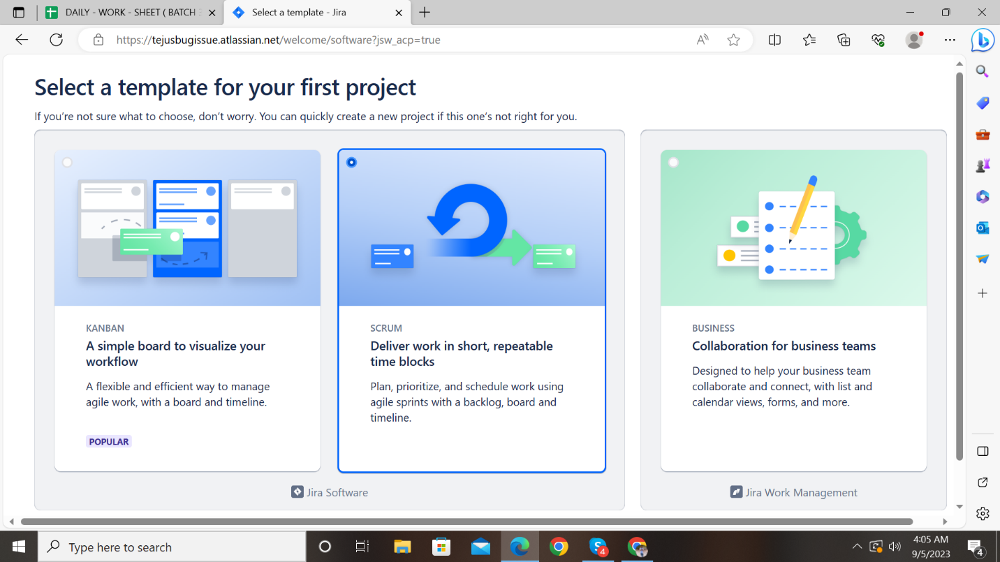 DAILY - WORK - SHEET ( BATCH 3
Select a template - Jira
https://tejusbugissue.atlassian.net/welcome/software?jsw_acp=true
Select a template for your first project
If you're not sure what to choose, don't worry. You can quickly create a new project if this one's not right for you.
KANBAN
A simple board to visualize your
workflow
A flexible and efficient way to manage
agile work, with a board and timeline.
POPULAR
SCRUM
Deliver work in short, repeatable
time blocks
Plan, prioritize, and schedule work using
agile sprints with a backlog, board and
timeline.
Jira Software
BUSINESS
Collaboration for business teams
Designed to help your business team
collaborate and connect, with list and
calendar views, forms, and more.
Jira Work Management
Type here to search
4
4:05 AM
9/5/2023
4